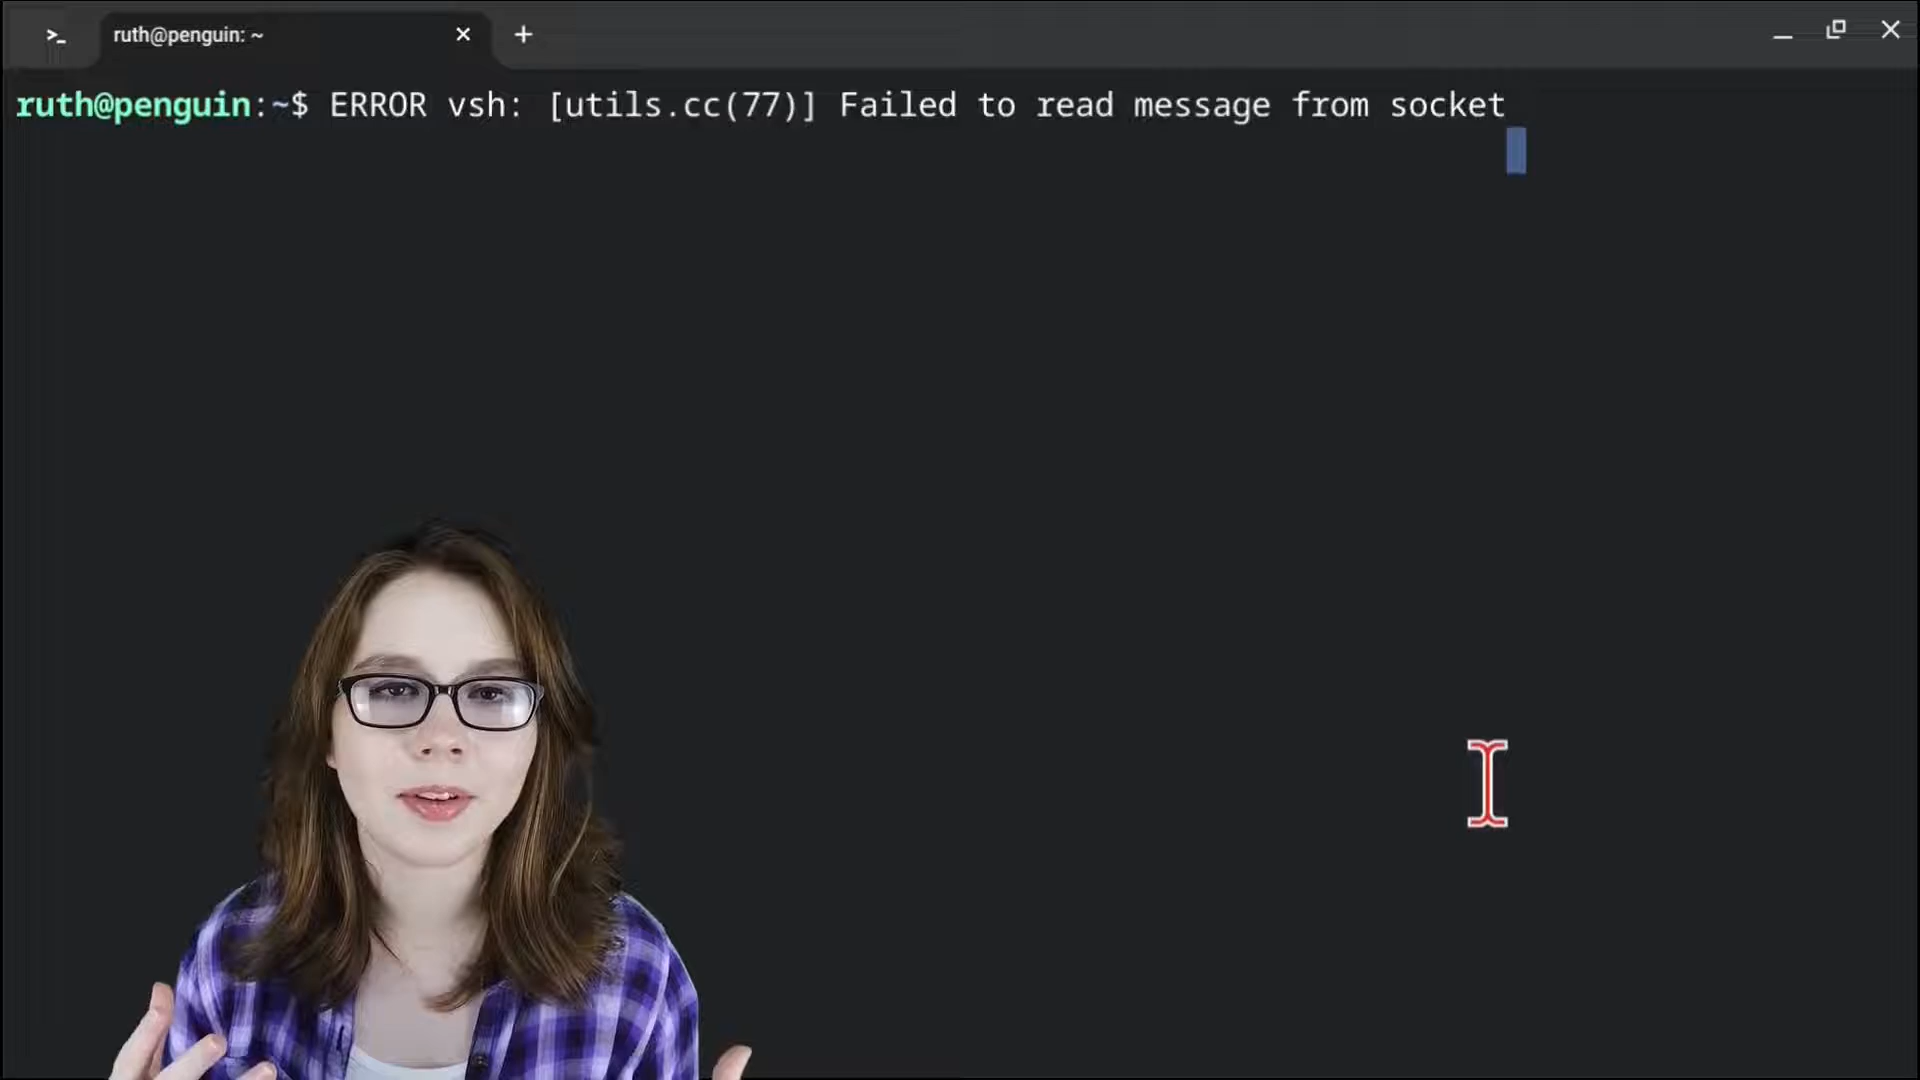 >_ ruth@penguin: ~
ruth@penguin:~$ ERROR vsh: [utils.cc(77)] Failed to read message from socket